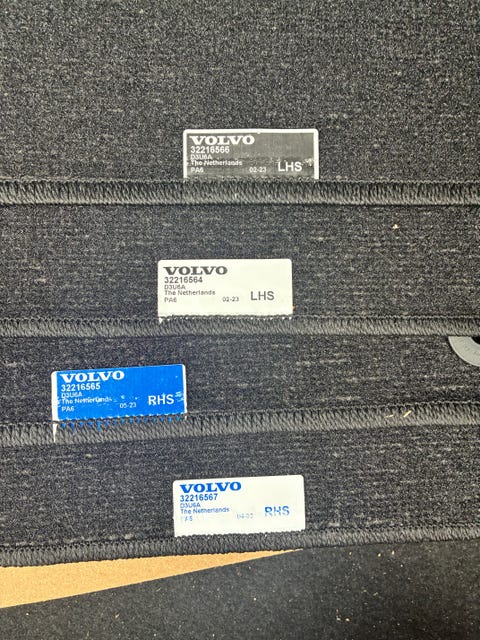 VOLVO
32216566
D3U6A
The Netherlands
PA6 02-23 LHS
VOLVO
32216564
D3U6A
The Netherlands
PA6 02-23 LHS
VOLVO
32216565
D3U6A
The Netherlands
PA6 05-23 RHS
VOLVO
32216567
D3U6A
The Netherlands
PA6 RHS